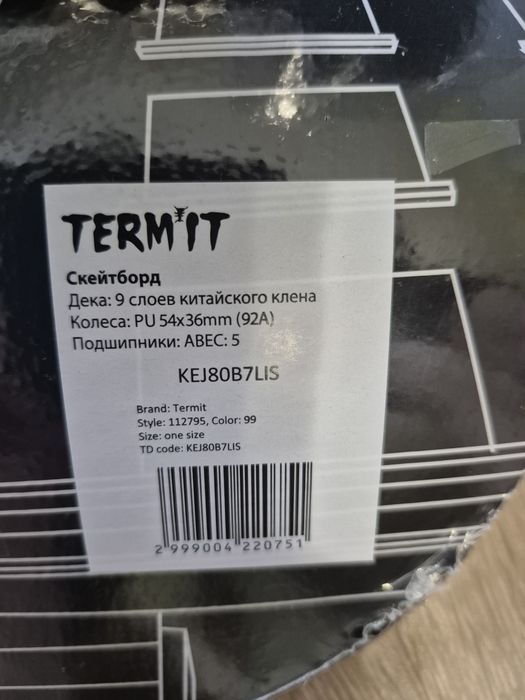 TERMIT
Скейтборд
Дека: 9 слоев китайского клена
Колеса: PU 54x36mm (92A)
Подшипники: ABEC: 5
KEJ80B7LIS
Brand: Termit
Style: 112795, Color: 99
Size: one size
TD code: KEJ80B7LIS
2 999004 220751